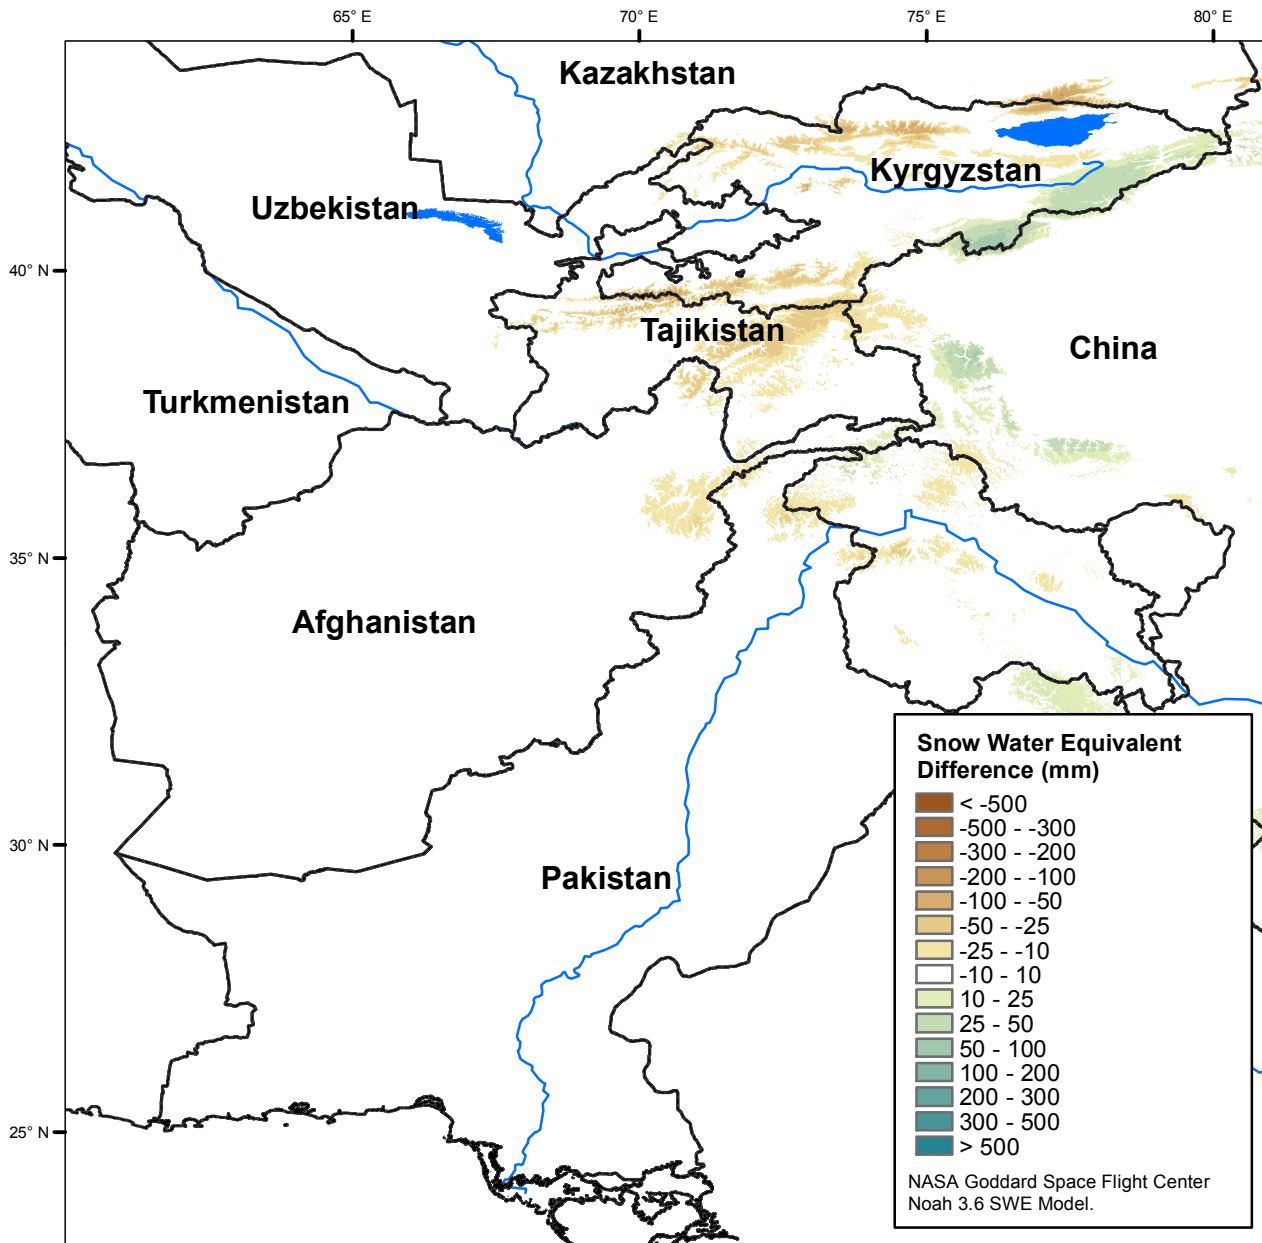 65° E
70° E
75° E
80° E
Kazakhstan
Kyrgyzstan
Uzbekistan
40° N
Tajikistan
China
Turkmenistan
35° N
Afghanistan
30° N
Pakistan
25° N
Snow Water Equivalent
Difference (mm)
< -500
-500 - -300
-300 - -200
-200 - -100
-100 - -50
-50 - -25
-25 - -10
-10 - 10
10 - 25
25 - 50
50 - 100
100 - 200
200 - 300
300 - 500
> 500
NASA Goddard Space Flight Center
Noah 3.6 SWE Model.